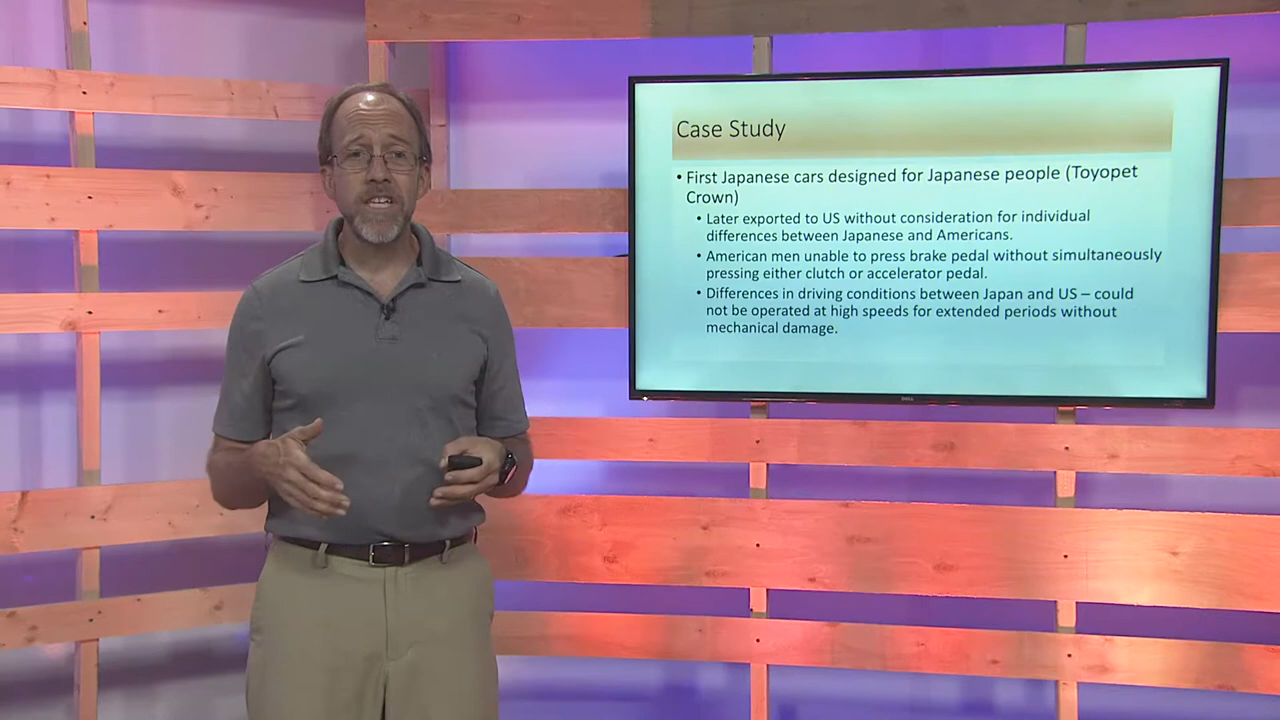 Case Study
• First Japanese cars designed for Japanese people (Toyopet
Crown)
• Later exported to US without consideration for individual
differences between Japanese and Americans.
• American men unable to press brake pedal without simultaneously
pressing either clutch or accelerator pedal.
• Differences in driving conditions between Japan and US – could
not be operated at high speeds for extended periods without
mechanical damage.
DELL